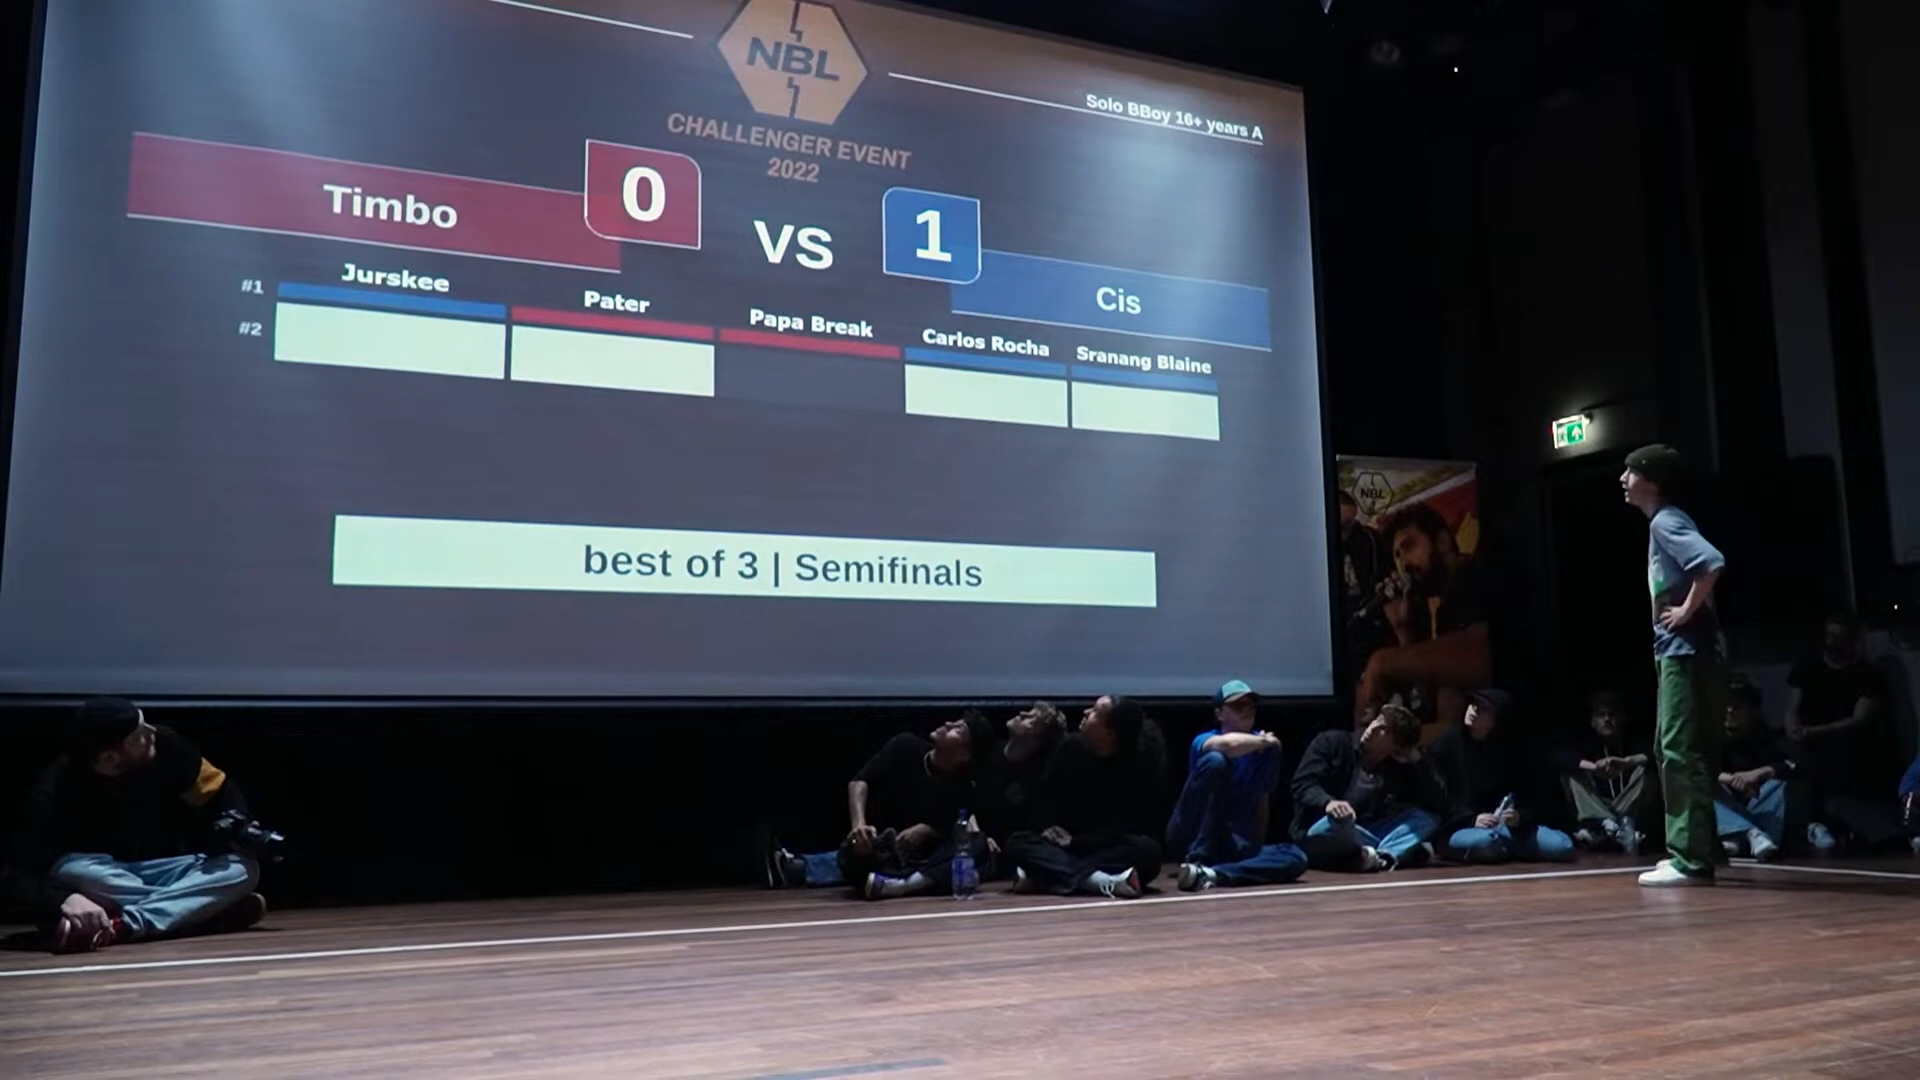 NBL
CHALLENGER EVENT
2022
Solo BBoy 16+ years A
Timbo
0
VS
1
Cis
Jurskee
Pater
Papa Break
Carlos Rocha
Sranang Blaine
#1
#2
best of 3 | Semifinals
NBL